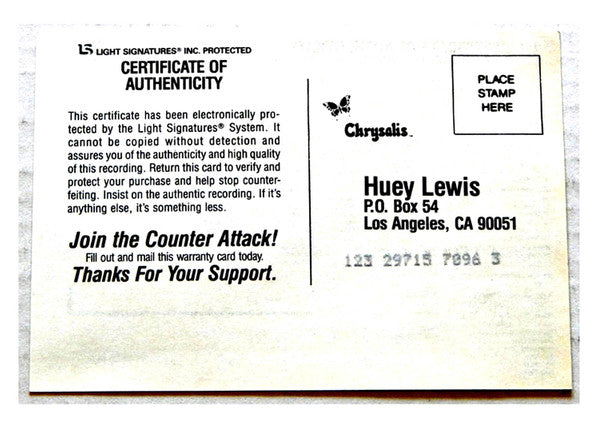 LS LIGHT SIGNATURES® INC. PROTECTED
CERTIFICATE OF
AUTHENTICITY
This certificate has been electronically pro-
tected by the Light Signatures® System. It
cannot be copied without detection and
assures you of the authenticity and high quality
of this recording. Return this card to verify and
protect your purchase and help stop counter-
feiting. Insist on the authentic recording. If it's
anything else, it's something less.
Join the Counter Attack!
Fill out and mail this warranty card today.
Thanks For Your Support.
Chrysalis™
PLACE
STAMP
HERE
Huey Lewis
P.O. Box 54
Los Angeles, CA 90051
123 29715 7096 3